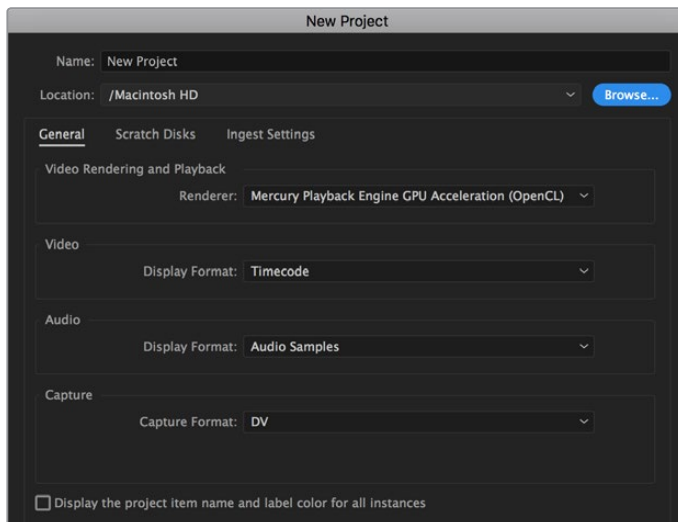 New Project
Name: New Project
Location: /Macintosh HD Browse...
General Scratch Disks Ingest Settings
Video Rendering and Playback
Renderer: Mercury Playback Engine GPU Acceleration (OpenCL)
Video
Display Format: Timecode
Audio
Display Format: Audio Samples
Capture
Capture Format: DV
Display the project item name and label color for all instances